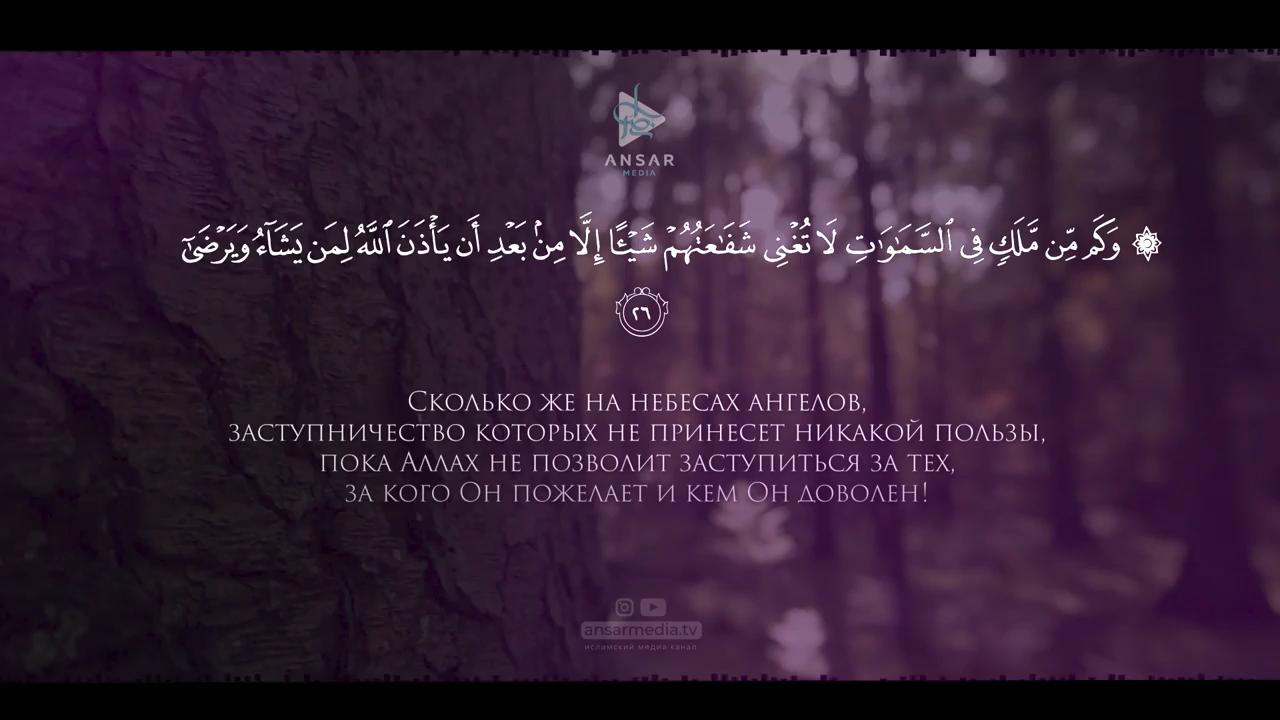 ANSAR
MEDIA
۞ وَكَم مِّن مَّلَكٍ فِى ٱلسَّمَـٰوَٰتِ لَا تُغْنِى شَفَـٰعَتُهُمْ شَيْـًٔا إِلَّا مِنۢ بَعْدِ أَن يَأْذَنَ ٱللَّهُ لِمَن يَشَآءُ وَيَرْضَىٰٓ
٢٦
Сколько же на небесах ангелов,
заступничество которых не принесет никакой пользы,
пока Аллах не позволит заступиться за тех,
за кого Он пожелает и кем Он доволен!
ansarmedia.tv
исламский медиа канал